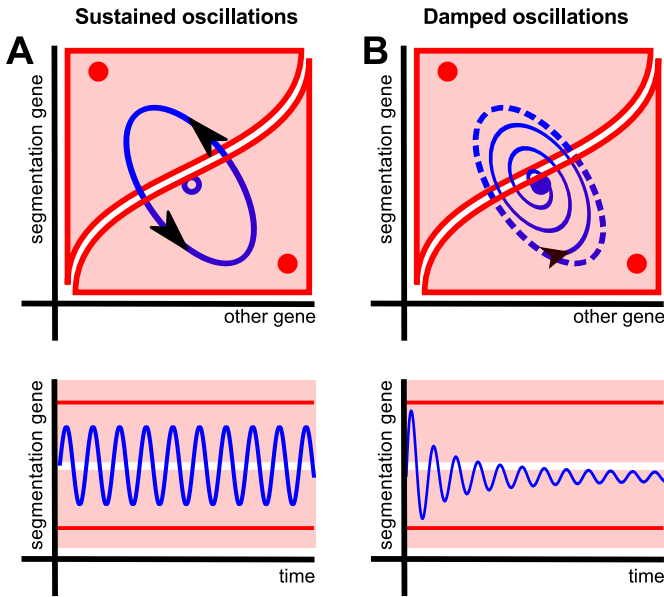 Sustained oscillations
Damped oscillations
A
B
segmentation gene
segmentation gene
other gene
other gene
segmentation gene
segmentation gene
time
time